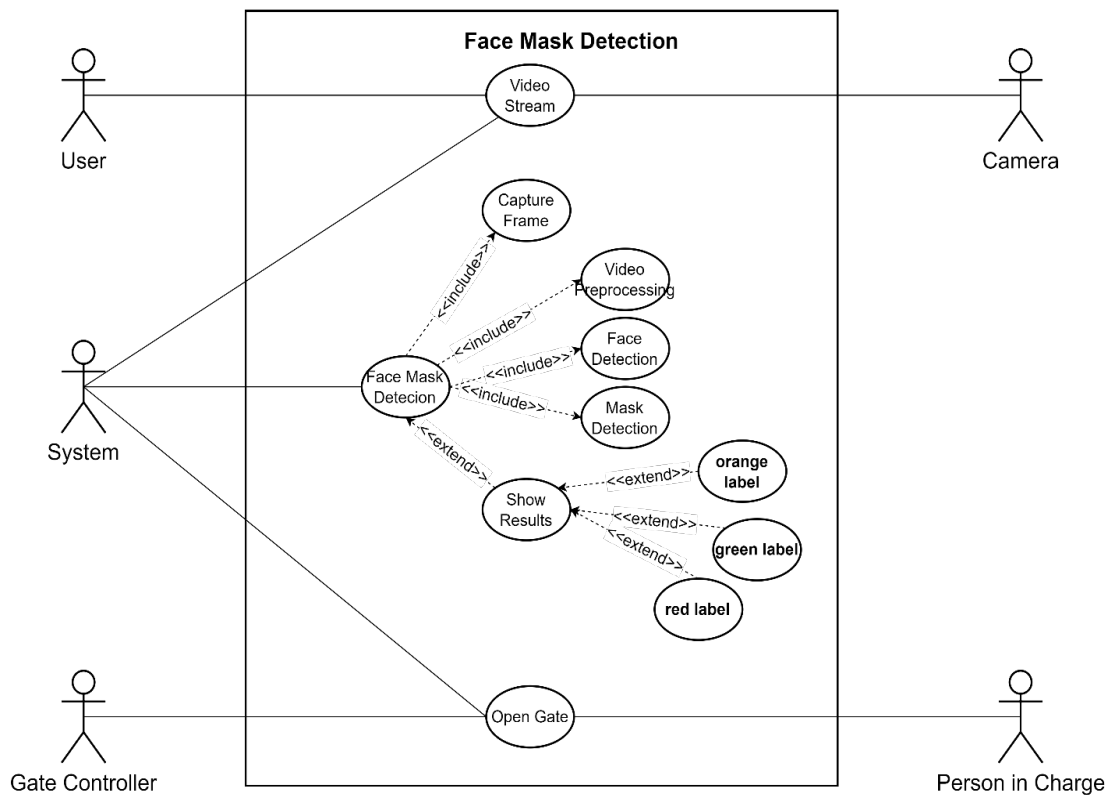 Face Mask Detection
Video
Stream
User
Camera
Capture
Frame
<<include>>
Video
Preprocessing
<<include>>
Face
Detection
<<include>>
Face Mask
Detecion
<<include>>
Mask
Detection
System
<<extend>>
orange
label
<<extend>>
Show
Results
<<extend>>
green label
<<extend>>
red label
Open Gate
Gate Controller
Person in Charge